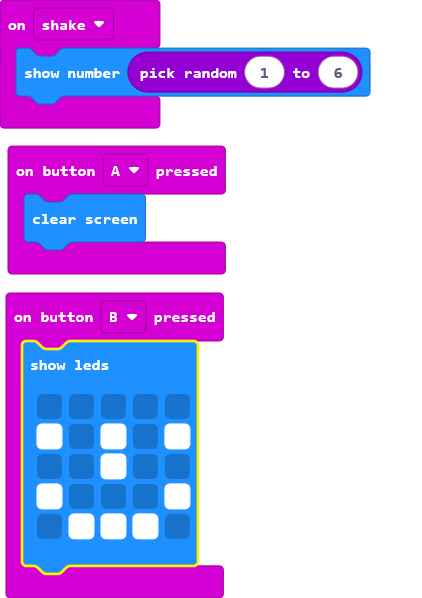 on shake
show number pick random 1 to 6
on button A pressed
clear screen
on button B pressed
show leds